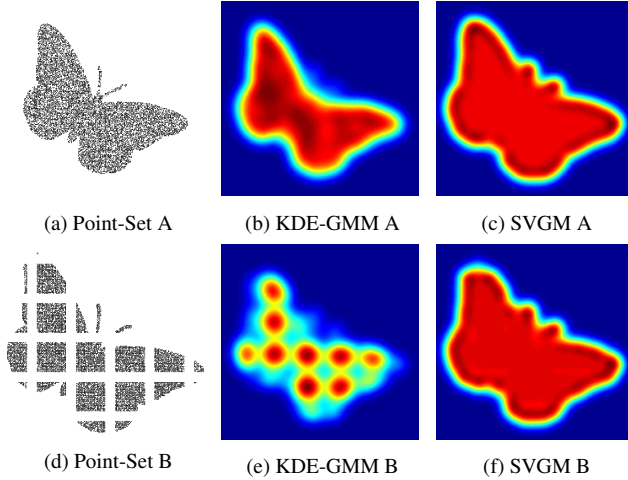 (a) Point-Set A
(b) KDE-GMM A
(c) SVGM A
(d) Point-Set B
(e) KDE-GMM B
(f) SVGM B